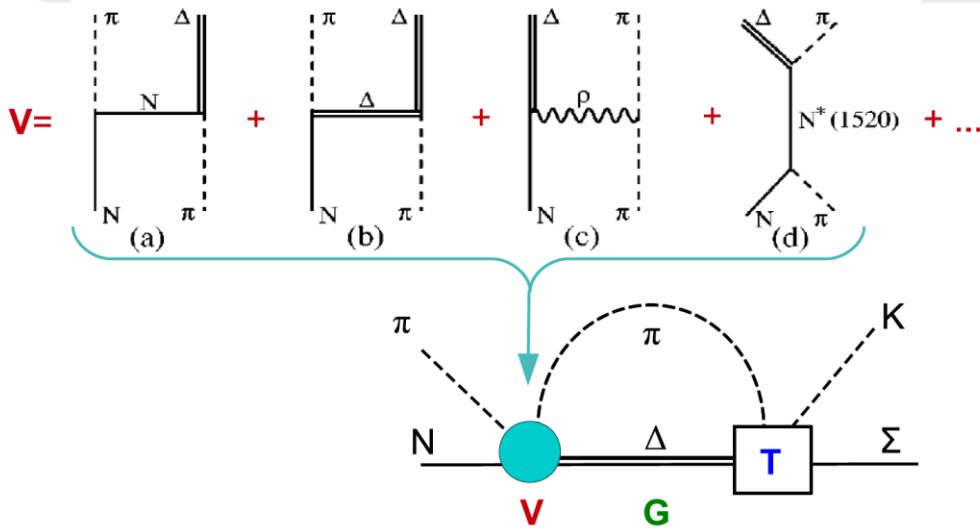 π Δ π Δ Δ π Δ π
V= N + Δ + ρ + N*(1520) + ...
N π N π N π N π
(a) (b) (c) (d)
π π K
N Δ Σ
T
V G